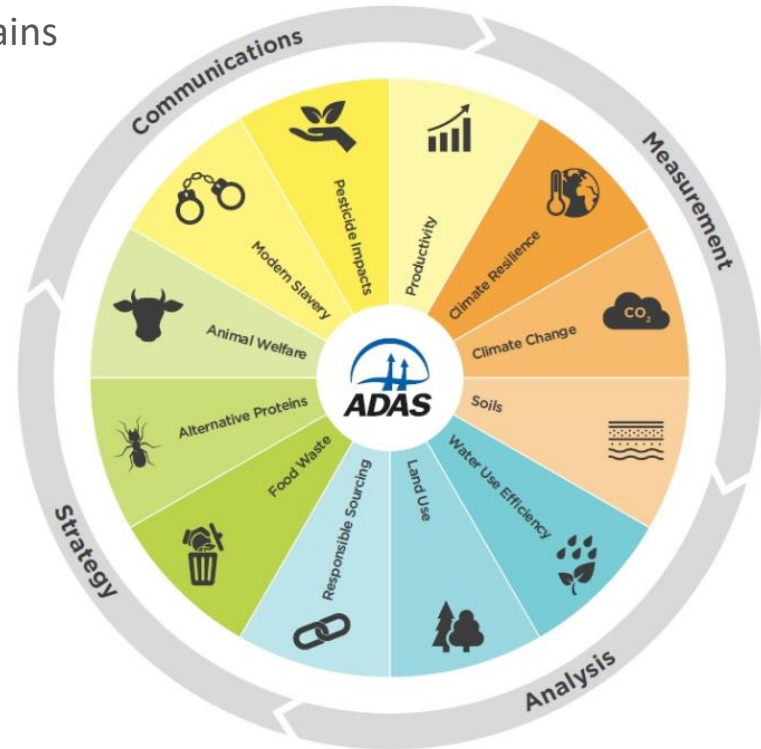 ains
Communications
Measurement
Analysis
Strategy
Productivity
Climate Resilience
Climate Change
CO₂
Soils
Water Use Efficiency
Land Use
Responsible Sourcing
Food Waste
Alternative Proteins
Animal Welfare
Modern Slavery
Pesticide Impacts
ADAS